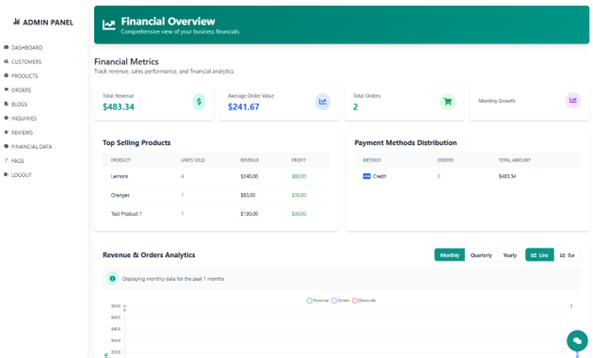 ADMIN PANEL
DASHBOARD
CUSTOMERS
PRODUCTS
ORDERS
BLOGS
INQUIRIES
REVIEWS
FINANCIAL DATA
FAQS
LOGOUT
Financial Overview
Comprehensive view of your business financials
Financial Metrics
Track revenue, sales performance, and financial analytics
Total Revenue
$483.34
Average Order Value
$241.67
Total Orders
2
Monthly Growth
Top Selling Products
PRODUCT UNITS SOLD REVENUE PROFIT
Lemons 4 $240.00 $80.00
Oranges 1 $80.00 $30.00
Test Product 1 1 $130.00 $30.00
Payment Methods Distribution
METHOD ORDERS TOTAL AMOUNT
Credit 2 $483.34
Revenue & Orders Analytics
Monthly Quarterly Yearly Line Bar
Displaying monthly data for the past 1 months
Revenue Orders Discounts
$500 2
$450
$400
$350
$300